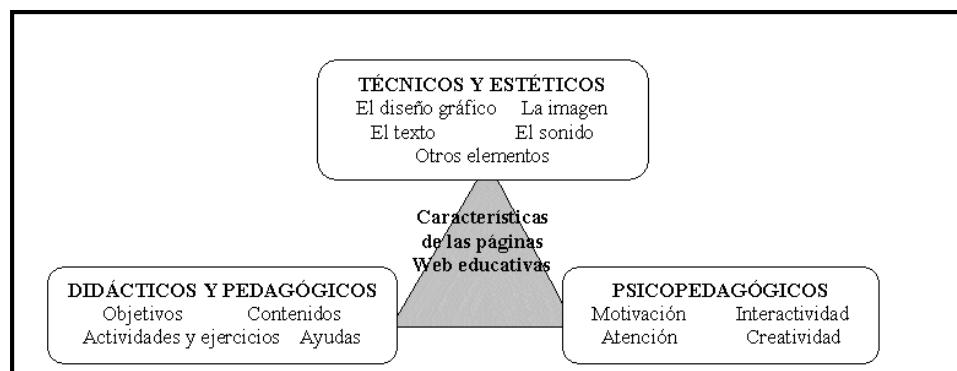 TÉCNICOS Y ESTÉTICOS
El diseño gráfico La imagen
El texto El sonido
Otros elementos
Características
de las páginas
Web educativas
DIDÁCTICOS Y PEDAGÓGICOS
Objetivos Contenidos
Actividades y ejercicios Ayudas
PSICOPEDAGÓGICOS
Motivación Interactividad
Atención Creatividad